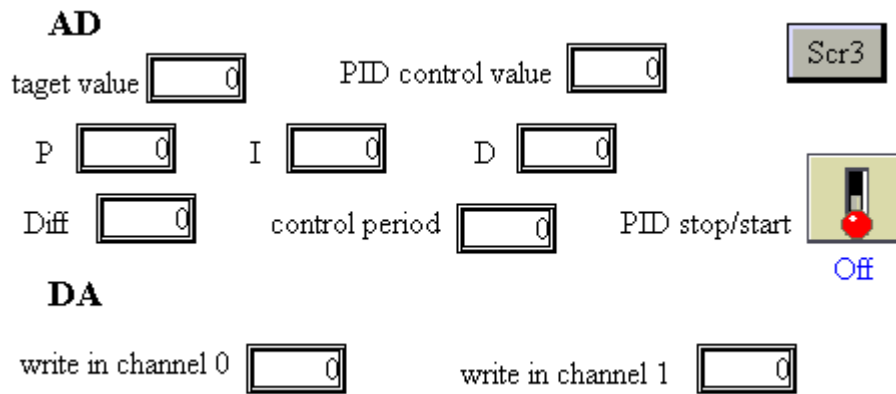 AD
taget value 0 PID control value 0 Scr3
P 0 I 0 D 0
Diff 0 control period 0 PID stop/start
Off
DA
write in channel 0 0 write in channel 1 0